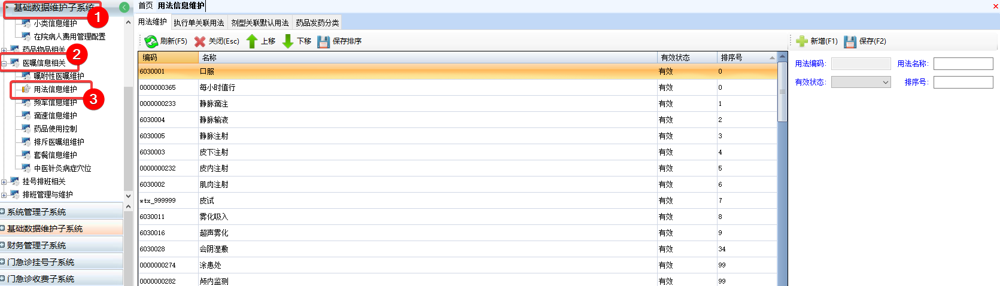 基础数据维护子系统
1
小类信息维护
在院病人费用管理配置
药品物品相关
2
医嘱信息相关
嘱咐性医嘱维护
用法信息维护
3
频率信息维护
滴速信息维护
药品使用控制
排斥医嘱组维护
套餐信息维护
中医针灸病症穴位
挂号排班相关
排班管理与维护
系统管理子系统
基础数据维护子系统
财务管理子系统
门急诊挂号子系统
门急诊收费子系统
首页 用法信息维护
用法维护 执行单关联用法 剂型关联默认用法 药品发药分类
刷新(F5) 关闭(Esc) 上移 下移 保存排序
编码 名称 有效状态 排序号
6030001 口服 有效 0
0000000365 每小时值行 有效 0
0000000233 静脉滴注 有效 1
6030004 静脉输液 有效 2
6030005 静脉注射 有效 3
6030003 皮下注射 有效 4
0000000232 皮内注射 有效 5
6030002 肌肉注射 有效 6
wtx_999999 皮试 有效 7
6030011 雾化吸入 有效 8
6030016 超声雾化 有效 9
6030028 会阴湿敷 有效 34
0000000274 涂患处 有效 99
0000000282 颅内监测 有效 99
新增(F1) 保存(F2)
用法编码: 用法名称:
有效状态: 排序号: